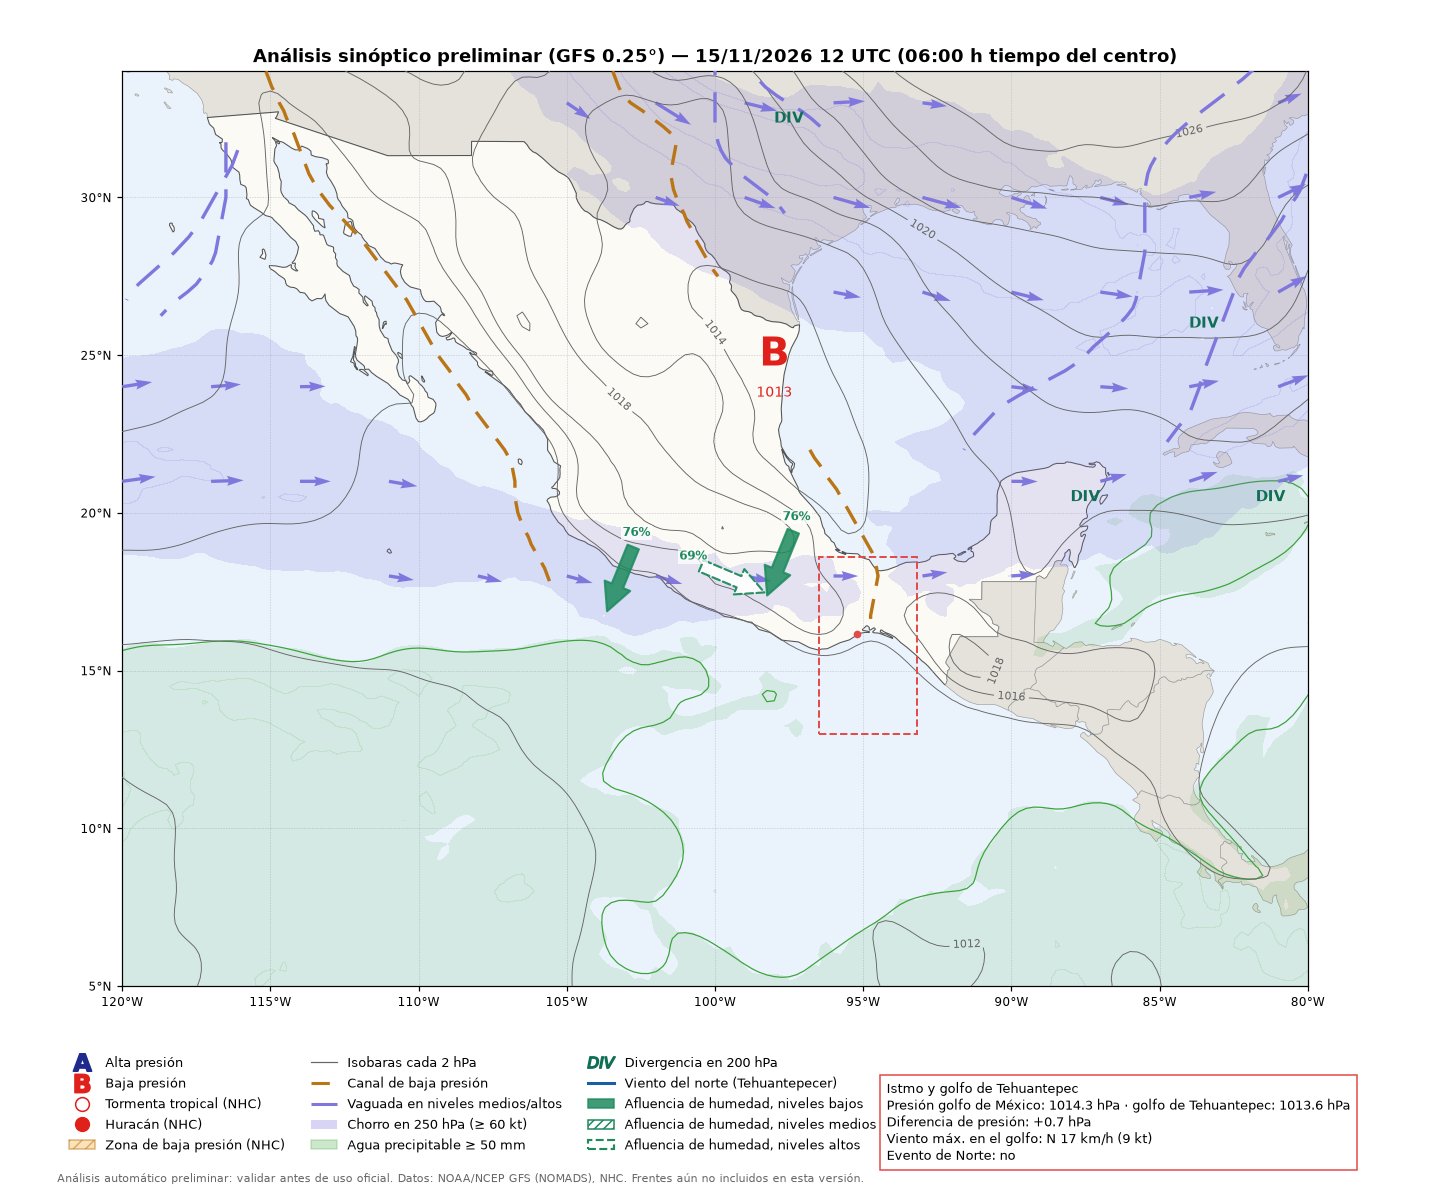 Análisis sinóptico preliminar (GFS 0.25°) — 15/11/2026 12 UTC (06:00 h tiempo del centro)
DIV
1026
30°N
1020
DIV
1014
25°N
B
1013
1018
DIV
DIV
20°N
76%
76%
69%
15°N
1018
1016
10°N
1012
5°N
120°W
115°W
110°W
105°W
100°W
95°W
90°W
85°W
80°W
A Alta presión
B Baja presión
Tormenta tropical (NHC)
Huracán (NHC)
Zona de baja presión (NHC)
Isobaras cada 2 hPa
Canal de baja presión
Vaguada en niveles medios/altos
Chorro en 250 hPa (≥ 60 kt)
Agua precipitable ≥ 50 mm
DIV Divergencia en 200 hPa
Viento del norte (Tehuantepecer)
Afluencia de humedad, niveles bajos
Afluencia de humedad, niveles medios
Afluencia de humedad, niveles altos
Istmo y golfo de Tehuantepec
Presión golfo de México: 1014.3 hPa · golfo de Tehuantepec: 1013.6 hPa
Diferencia de presión: +0.7 hPa
Viento máx. en el golfo: N 17 km/h (9 kt)
Evento de Norte: no
Análisis automático preliminar: validar antes de uso oficial. Datos: NOAA/NCEP GFS (NOMADS), NHC. Frentes aún no incluidos en esta versión.